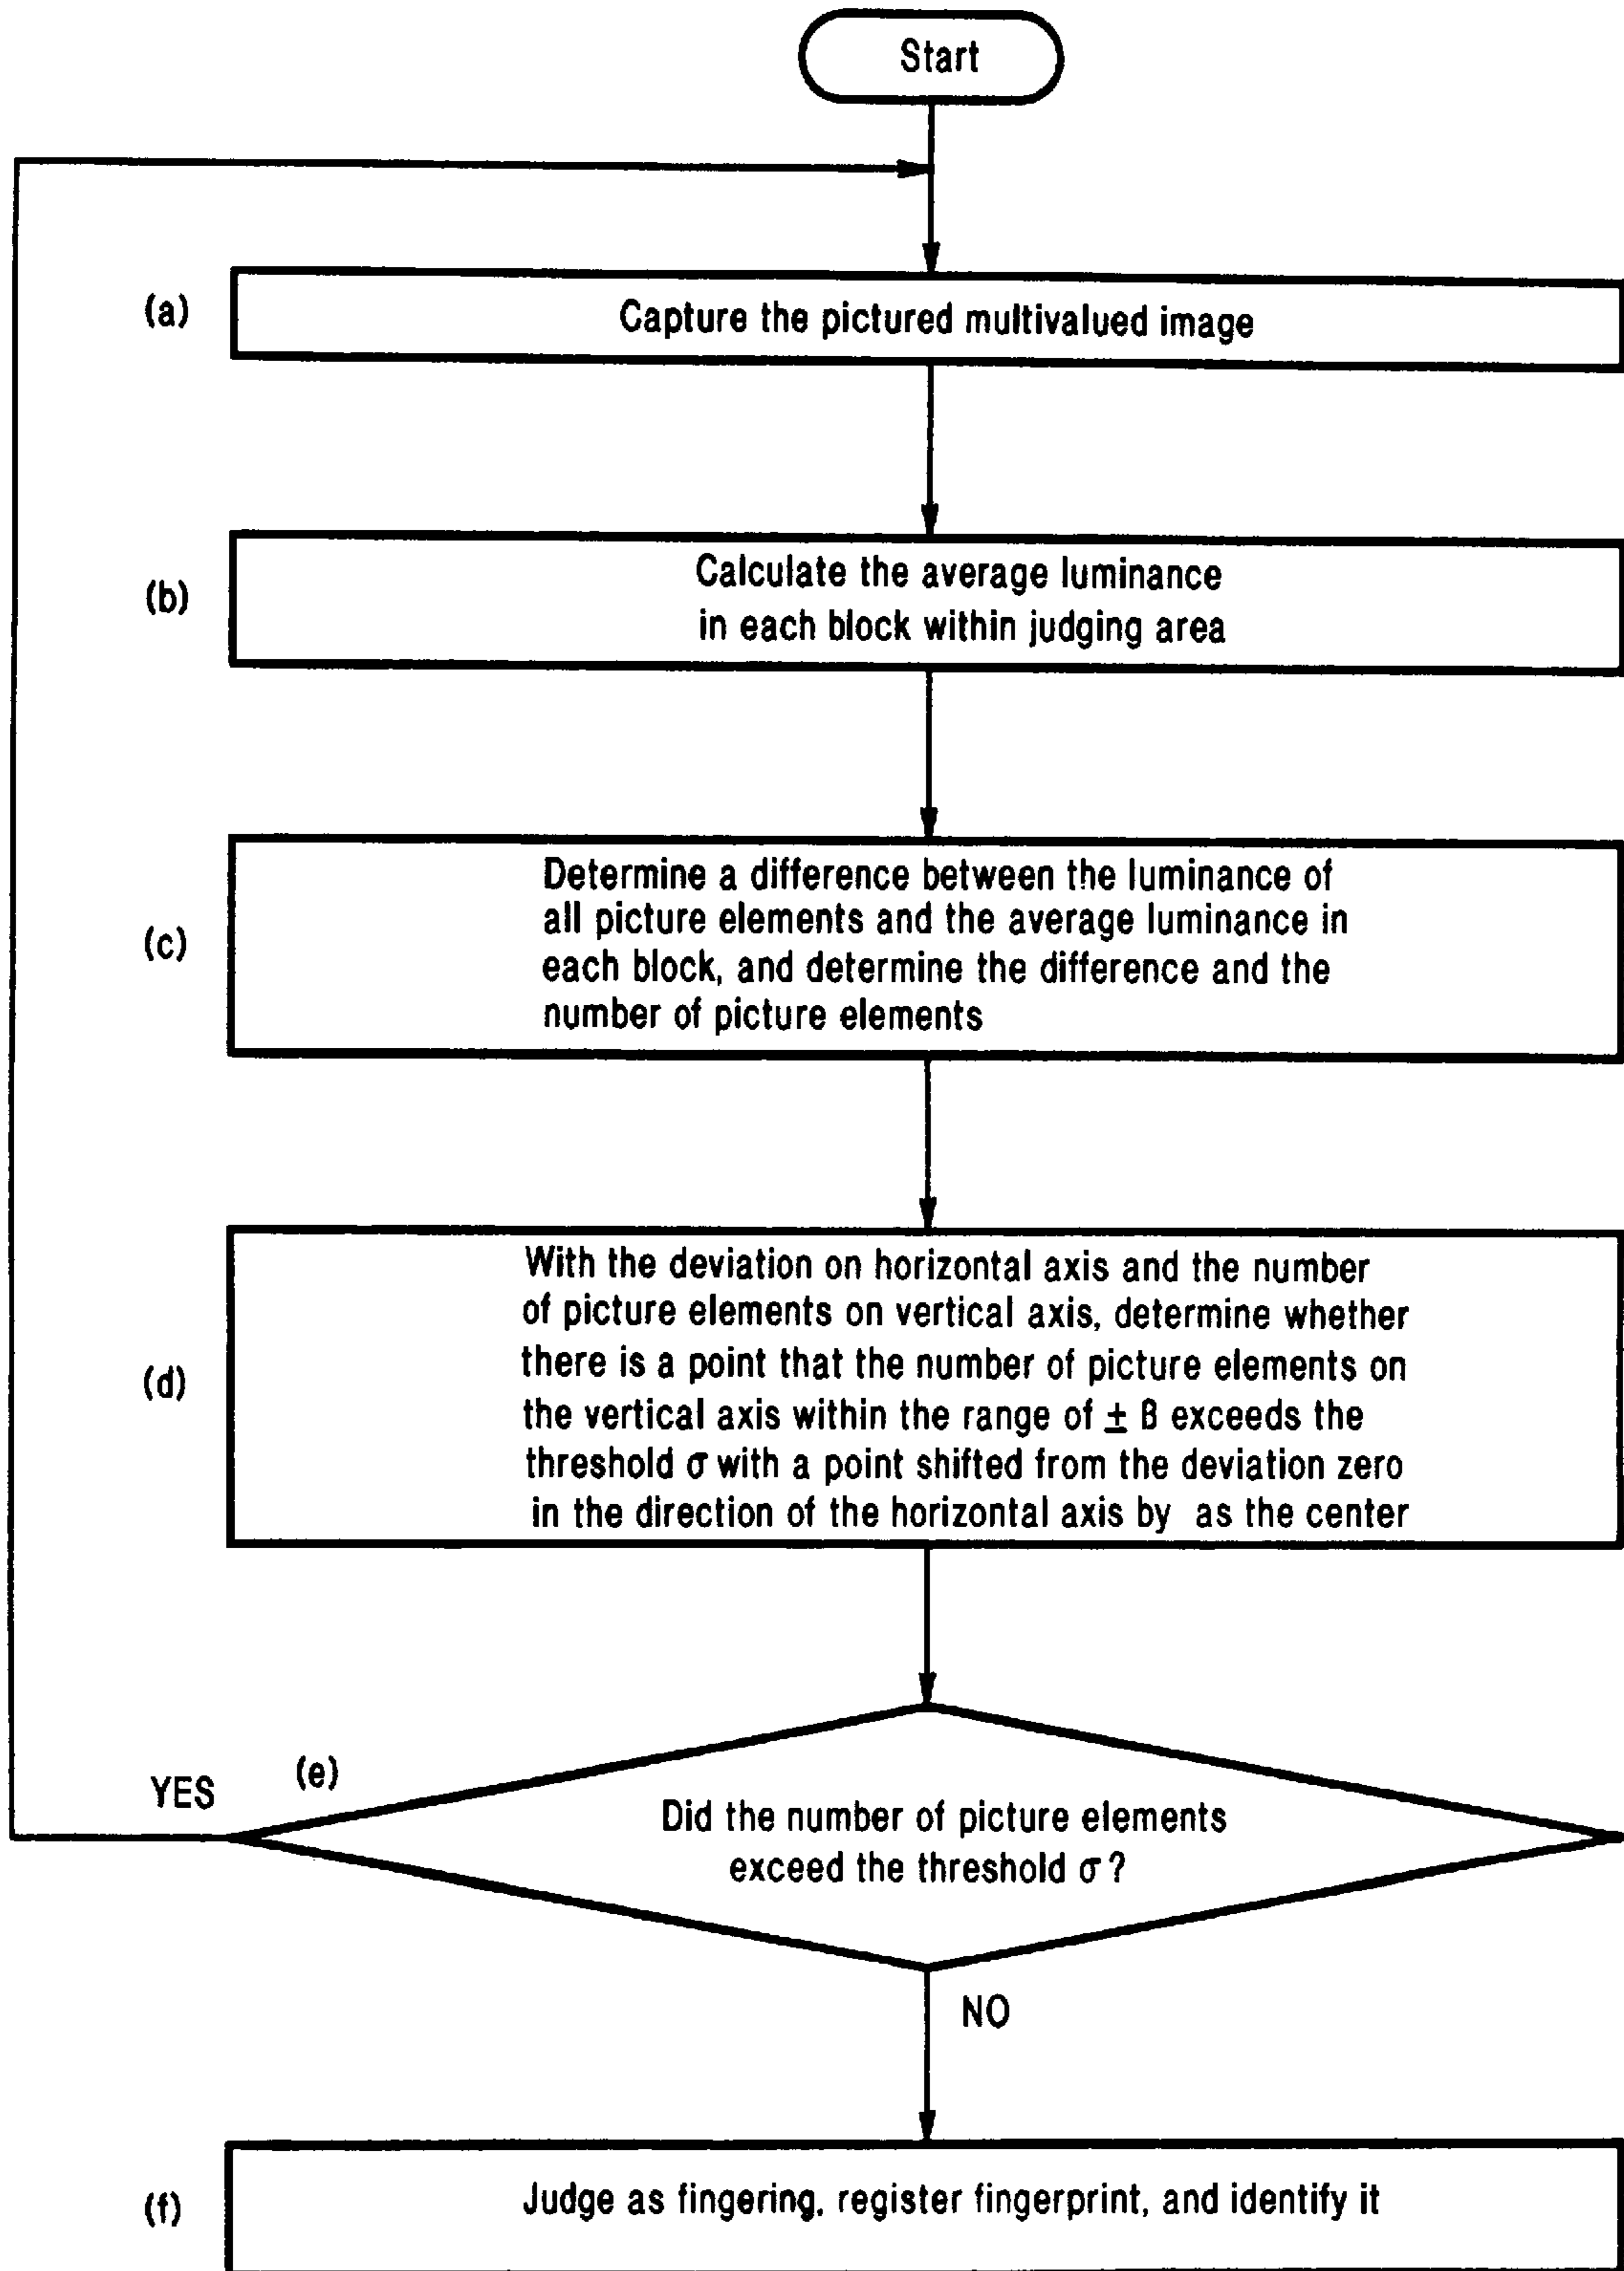 Start
(a)
Capture the pictured multivalued image
(b)
Calculate the average luminance
in each block within judging area
(c)
Determine a difference between the luminance of
all picture elements and the average luminance in
each block, and determine the difference and the
number of picture elements
(d)
With the deviation on horizontal axis and the number
of picture elements on vertical axis, determine whether
there is a point that the number of picture elements on
the vertical axis within the range of ± B exceeds the
threshold σ with a point shifted from the deviation zero
in the direction of the horizontal axis by as the center
YES
(e)
Did the number of picture elements
exceed the threshold σ?
NO
(f)
Judge as fingering, register fingerprint, and identify it